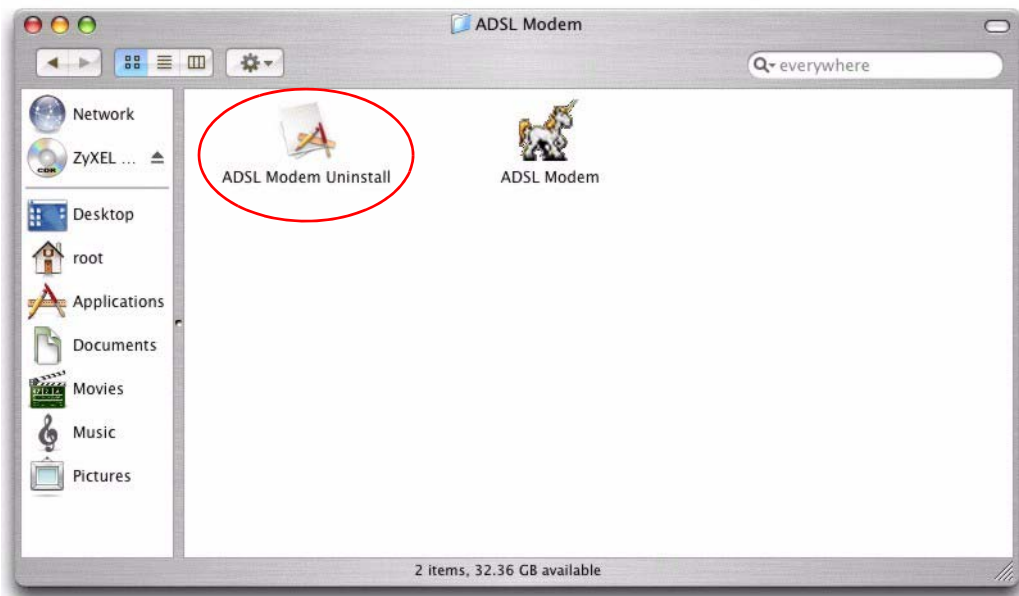 ADSL Modem
everywhere
Network
ZyXEL ...
CDR
Desktop
root
Applications
Documents
Movies
Music
Pictures
ADSL Modem Uninstall
ADSL Modem
2 items, 32.36 GB available